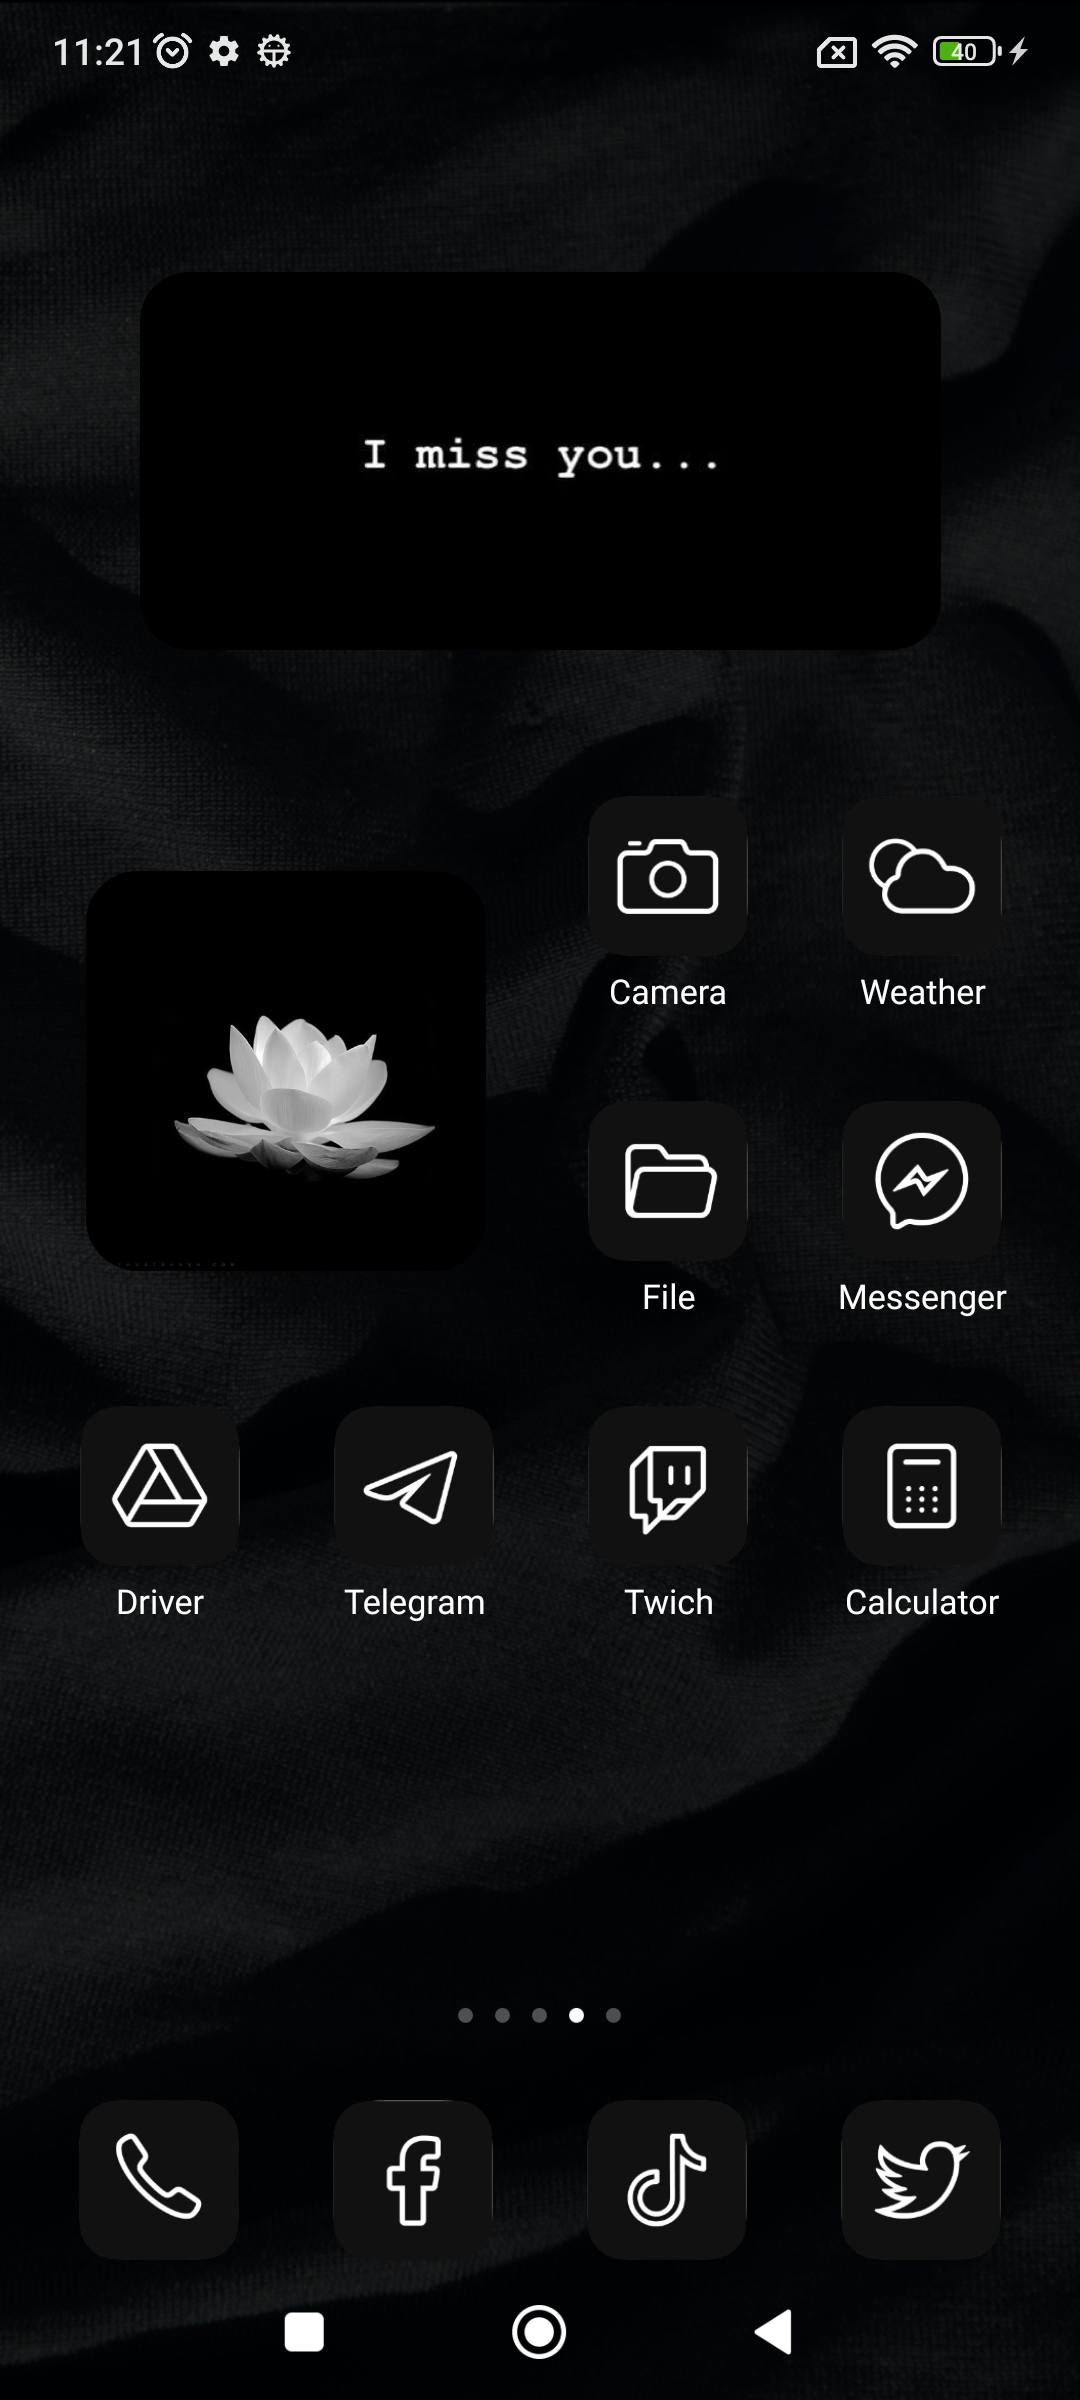 11:21
40
I miss you...
Camera
Weather
File
Messenger
Driver
Telegram
Twich
Calculator